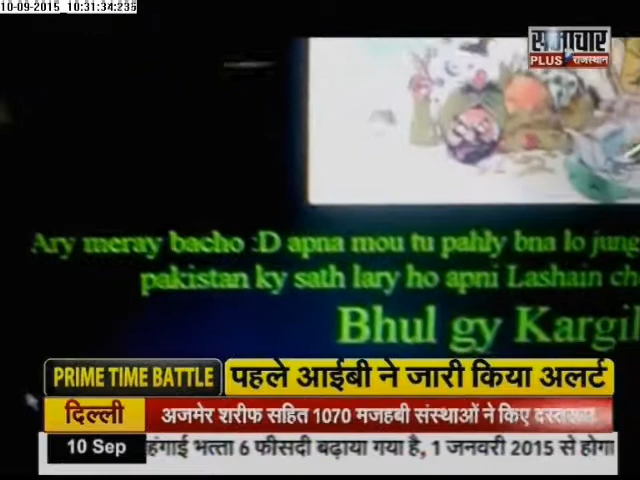 10-09-2015_10:31:34:235
समाचार
PLUS राजस्थान
Ary meray bacho :D apna mou tu pahly bna lo jung
pakistan ky sath lary ho apni Lashain ch
Bhul gy Kargil
PRIME TIME BATTLE पहले आईबी ने जारी किया अलर्ट
दिल्ली अजमेर शरीफ सहित 1070 मजहबी संस्थाओं ने किए दस्तखत
10 Sep हंगाई भत्ता 6 फीसदी बढ़ाया गया है, 1 जनवरी 2015 से होगा